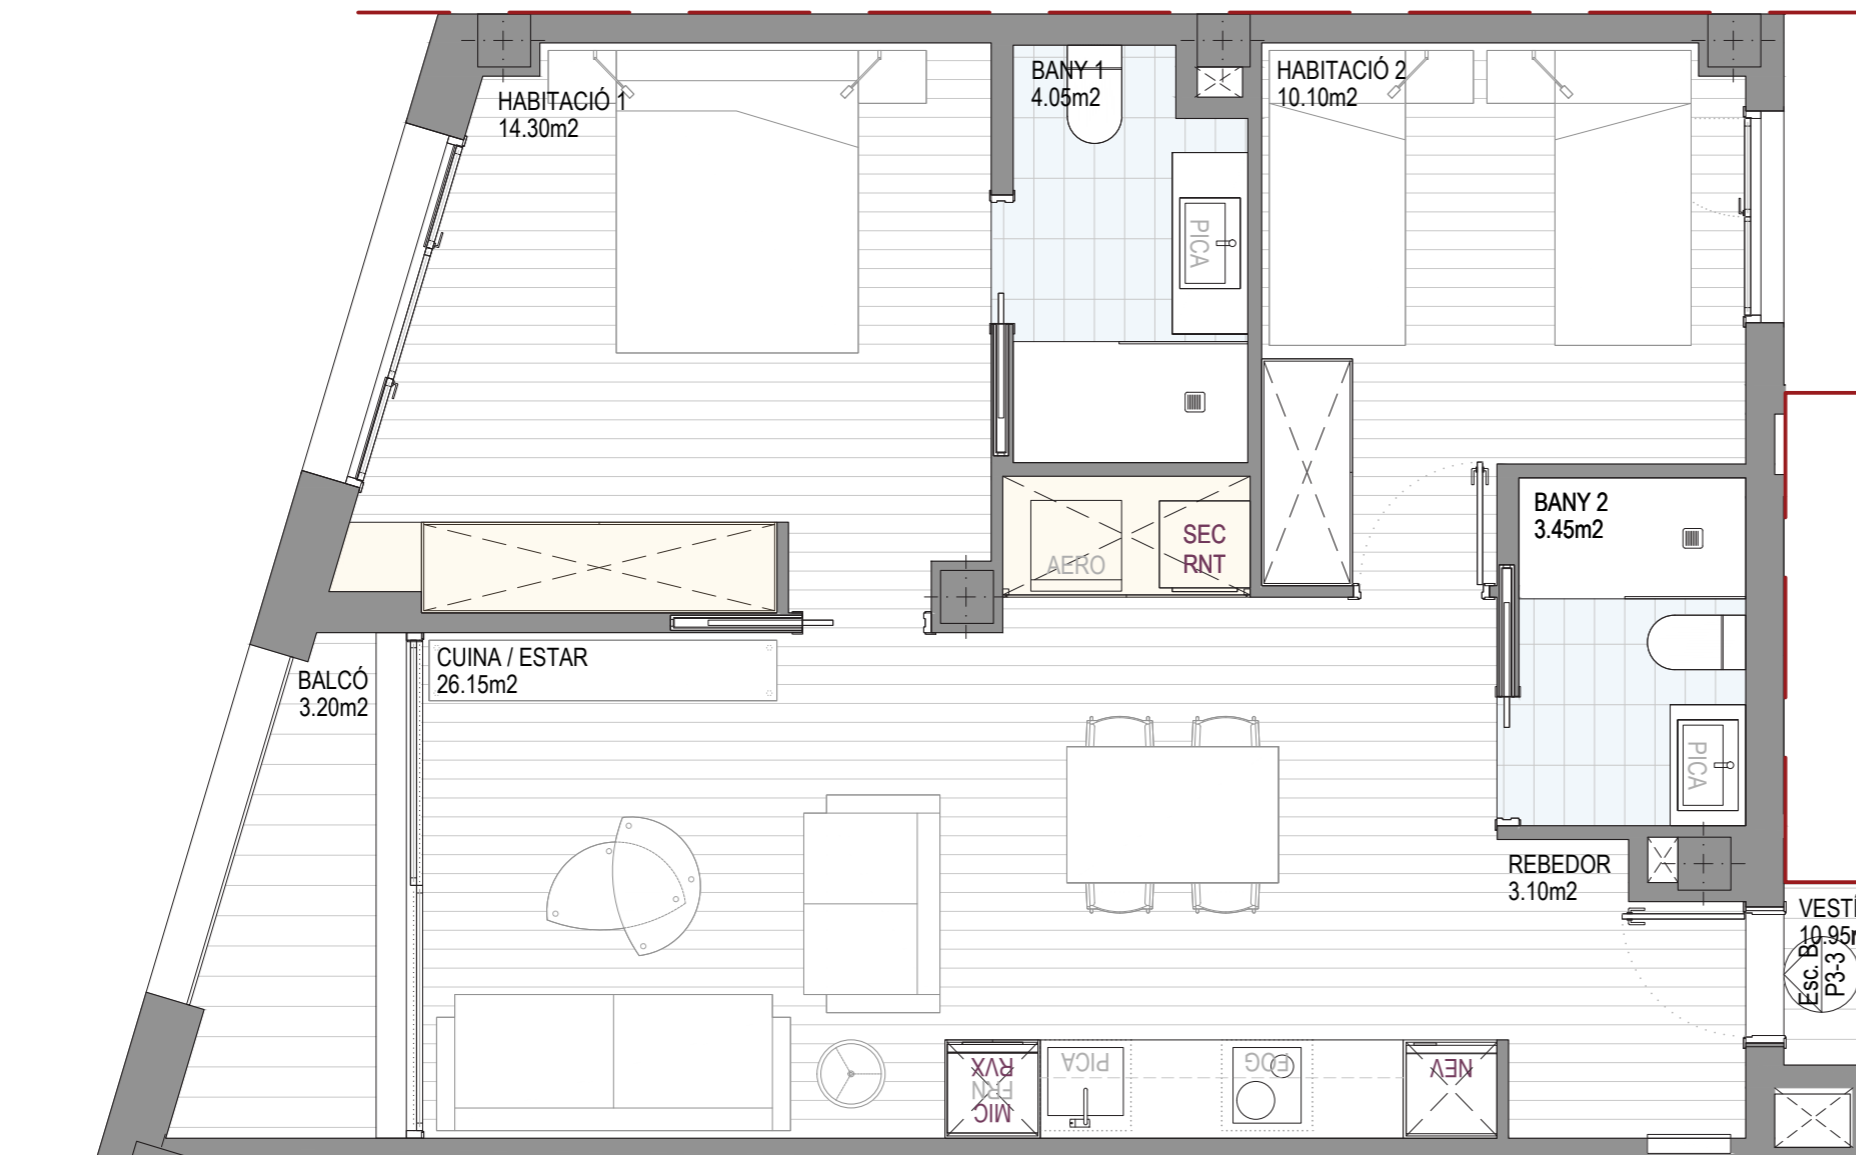 HABITACIÓ 1
14.30m2
BANY 1
4.05m2
HABITACIÓ 2
10.10m2
PICA
BANY 2
3.45m2
SEC
RNT
AERO
CUINA / ESTAR
26.15m2
BALCÓ
3.20m2
PICA
REBEDOR
3.10m2
VESTÍ
10.95m
Esc. B
P3-3
RVX
FRN
MIC
PICA
FOG
NEV